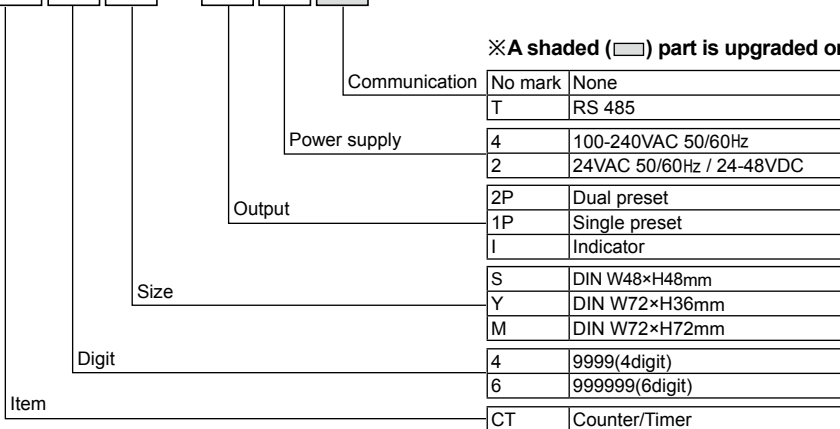 ※A shaded ( ) part is upgraded
Communication No mark None
T RS 485
Power supply 4 100-240VAC 50/60Hz
2 24VAC 50/60Hz / 24-48VDC
Output 2P Dual preset
1P Single preset
I Indicator
Size S DIN W48×H48mm
Y DIN W72×H36mm
M DIN W72×H72mm
Digit 4 9999(4digit)
6 999999(6digit)
Item CT Counter/Timer